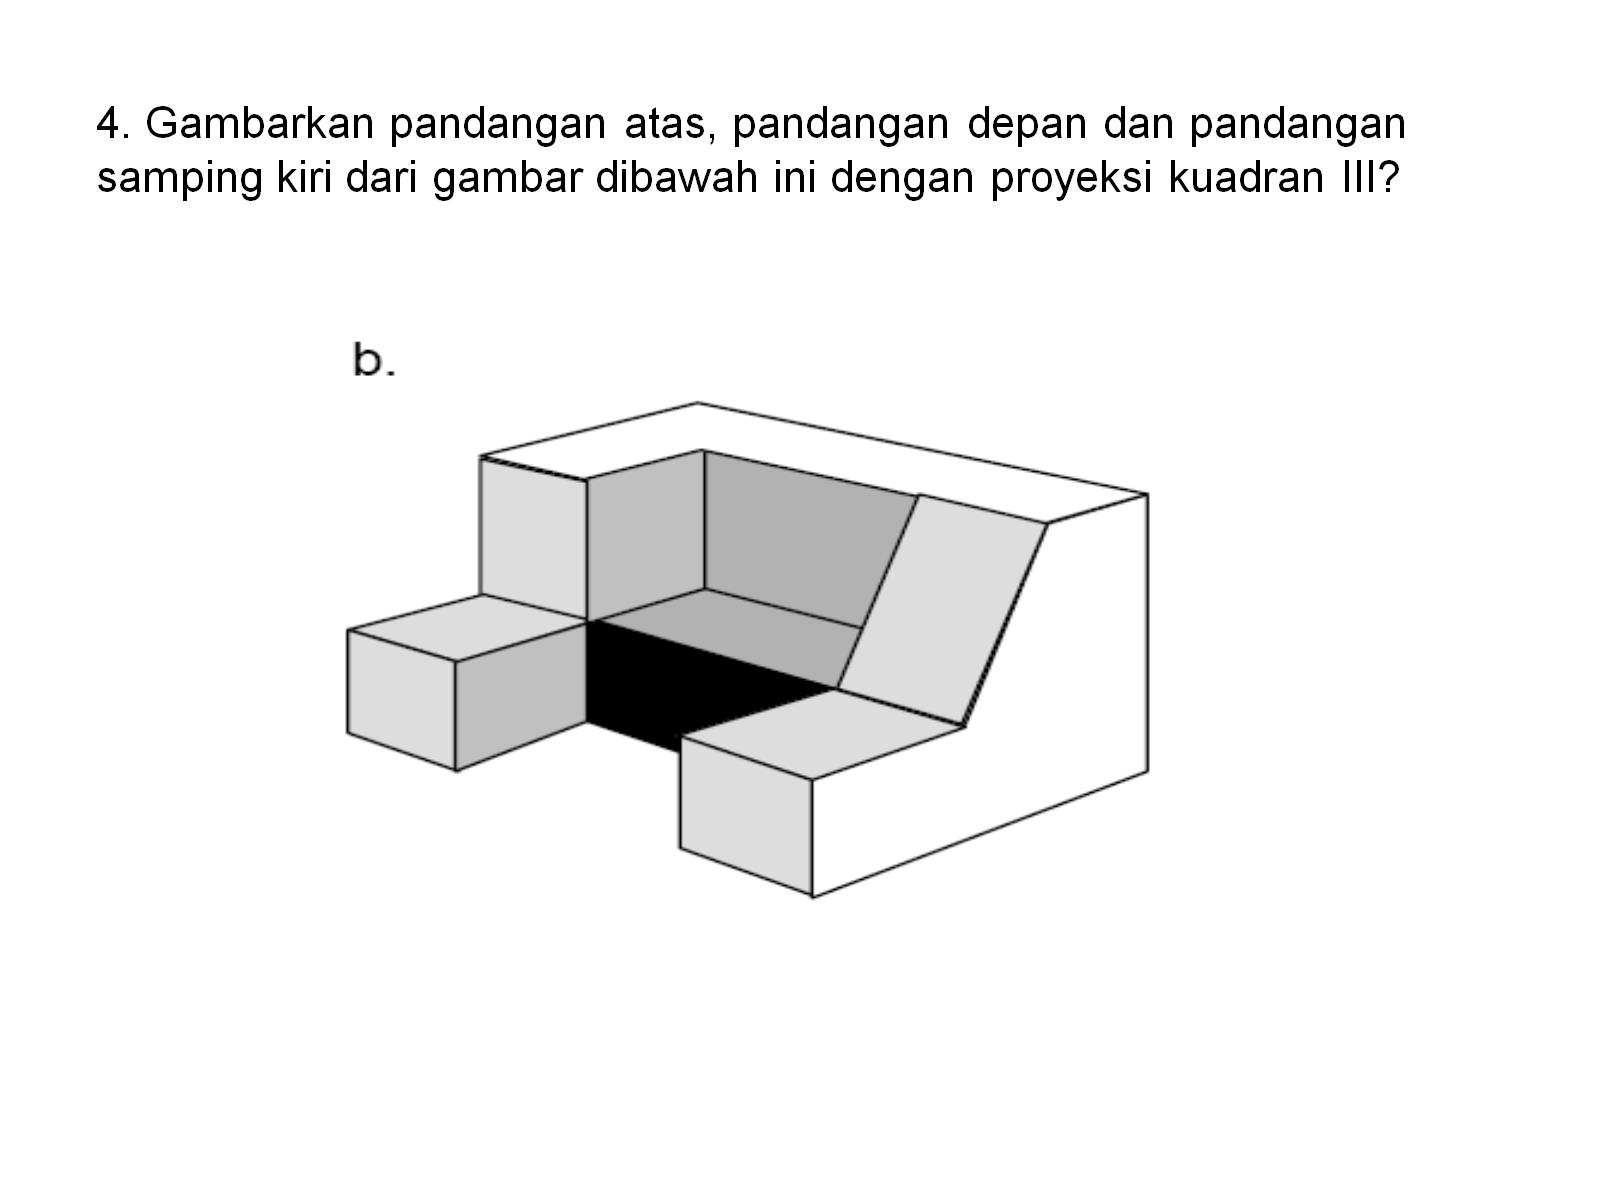 4. Gambarkan pandangan atas, pandangan depan dan pandangan
samping kiri dari gambar dibawah ini dengan proyeksi kuadran III?
b.